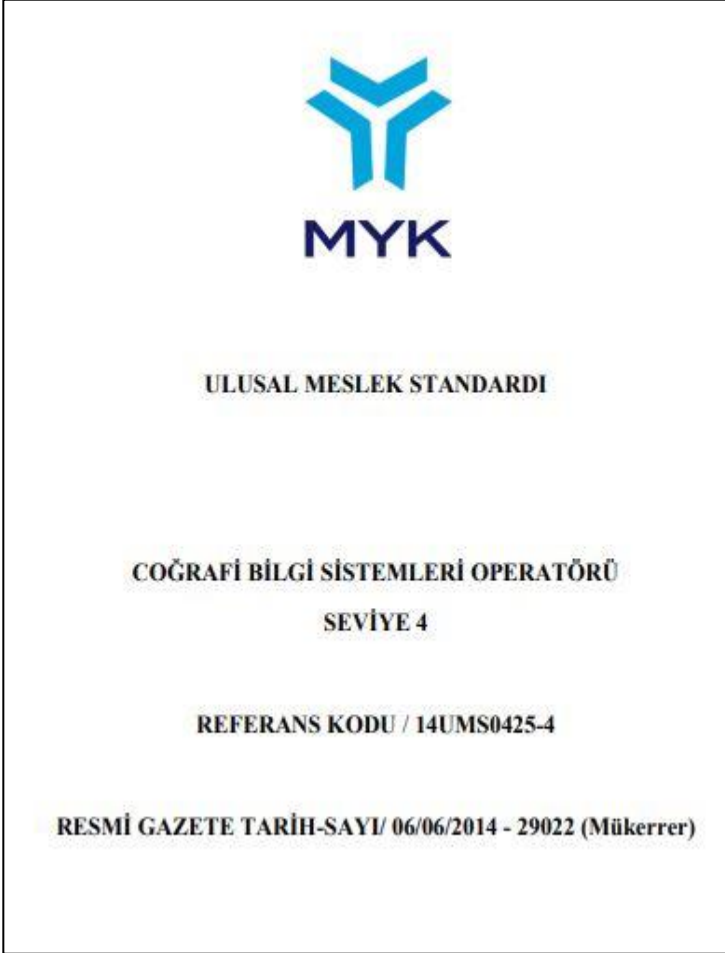 MYK
ULUSAL MESLEK STANDARDI
COĞRAFİ BİLGİ SİSTEMLERİ OPERATÖRÜ
SEVİYE 4
REFERANS KODU / 14UMS0425-4
RESMİ GAZETE TARİH-SAYI/ 06/06/2014 - 29022 (Mükerrer)